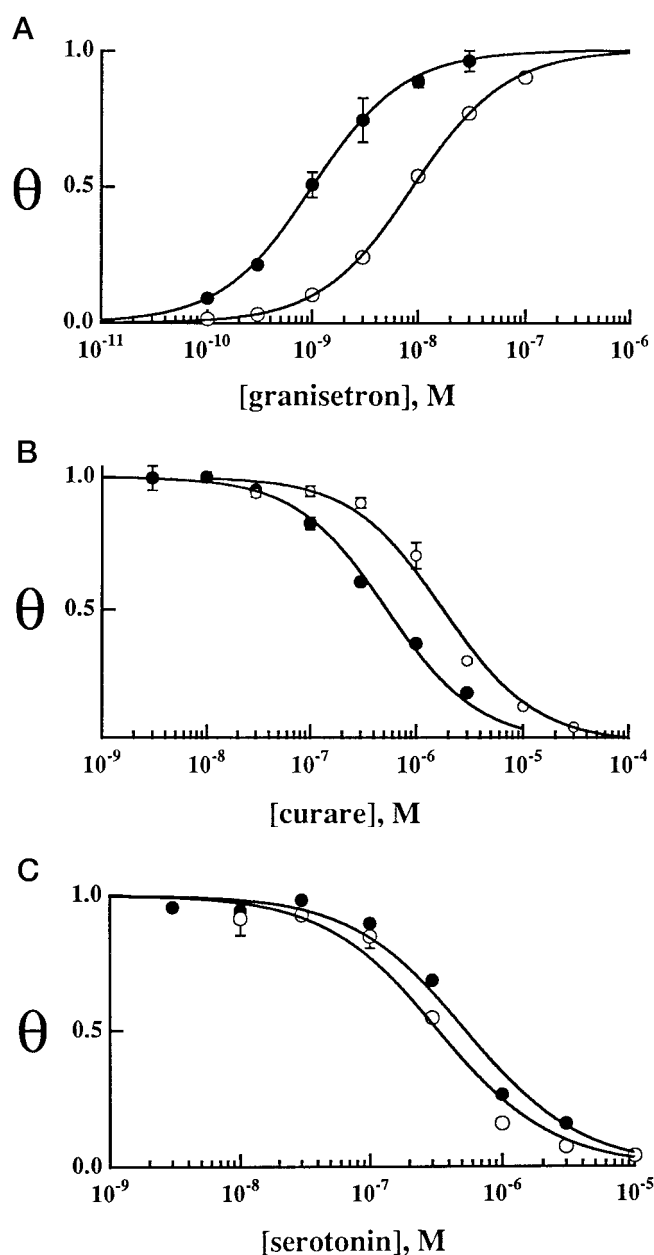 A
1.0
θ
0.5
0.0
10-11 10-10 10-9 10-8 10-7 10-6
[granisetron], M
B
1.0
θ
0.5
10-9 10-8 10-7 10-6 10-5 10-4
[curare], M
C
1.0
θ
0.5
0.0
10-9 10-8 10-7 10-6 10-5
[serotonin], M